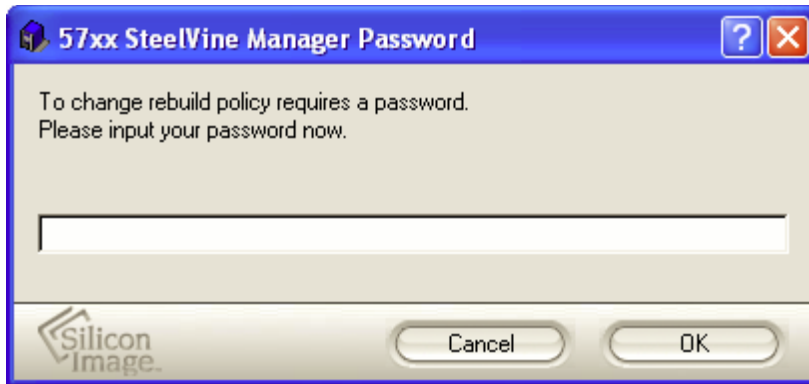 57xx SteelVine Manager Password
To change rebuild policy requires a password.
Please input your password now.
Silicon
Image.
Cancel
OK